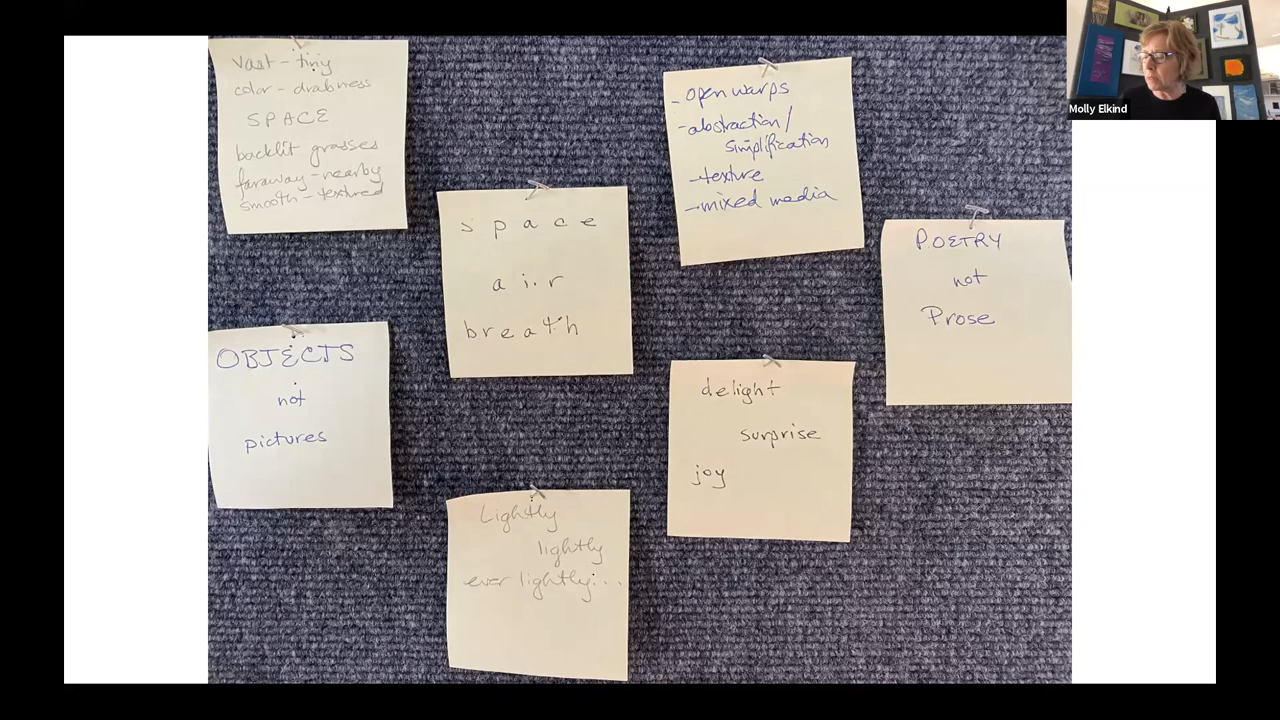 vast - tiny
color - drabness
SPACE
backlit grasses
faraway - nearby
smooth - textured
space
air
breath
- open warps
- abstraction/
simplification
- texture
- mixed media
POETRY
not
Prose
OBJECTS
not
pictures
delight
surprise
joy
Lightly
lightly
ever lightly...
Molly Elkind